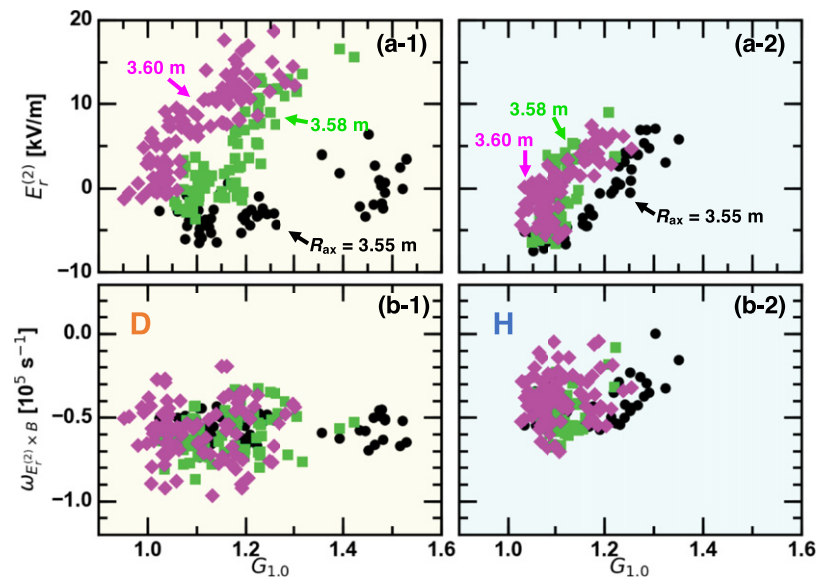 (a-1)
(a-2)
3.60 m
3.58 m
R_ax = 3.55 m
3.58 m
3.60 m
R_ax = 3.55 m
E_r^(2) [kV/m]
20
10
0
−10
(b-1)
(b-2)
D
H
ω_{E_r^(2) × B} [10^5 s^−1]
0.0
−0.5
−1.0
1.0 1.2 1.4 1.6
1.0 1.2 1.4 1.6
G_1.0
G_1.0